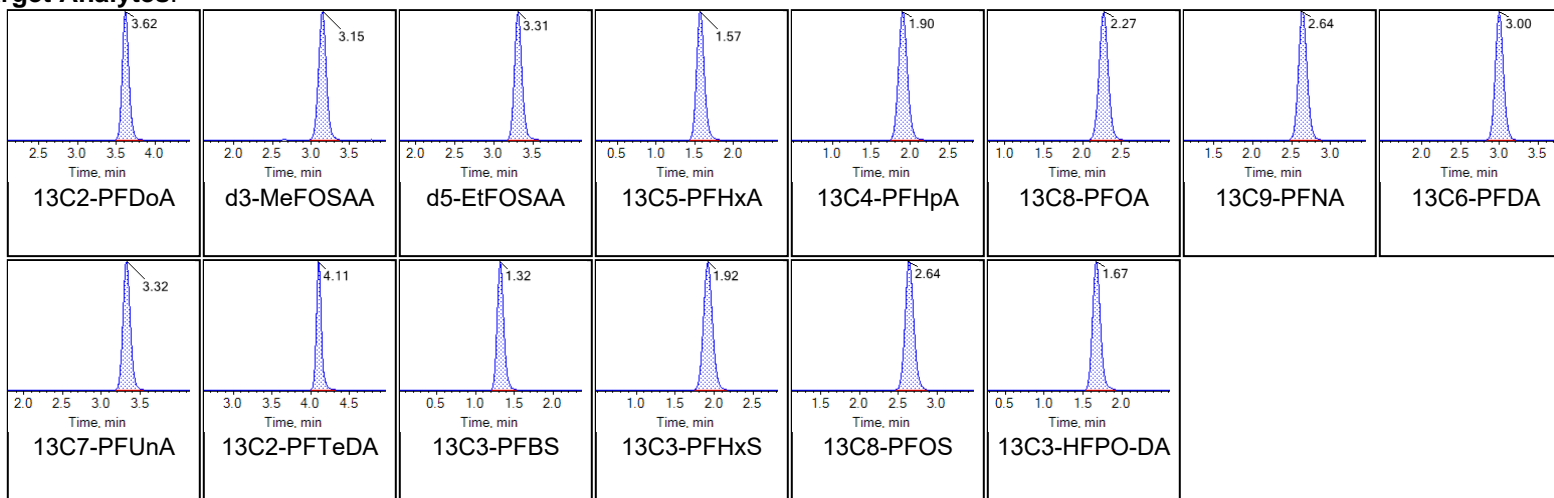 rget Analytes:
3.62
2.5 3.0 3.5 4.0
Time, min
13C2-PFDoA
3.15
2.0 2.5 3.0 3.5
Time, min
d3-MeFOSAA
3.31
2.0 2.5 3.0 3.5
Time, min
d5-EtFOSAA
1.57
0.5 1.0 1.5 2.0
Time, min
13C5-PFHxA
1.90
1.0 1.5 2.0 2.5
Time, min
13C4-PFHpA
2.27
1.0 1.5 2.0 2.5
Time, min
13C8-PFOA
2.64
1.5 2.0 2.5 3.0
Time, min
13C9-PFNA
3.00
2.0 2.5 3.0 3.5
Time, min
13C6-PFDA
3.32
2.0 2.5 3.0 3.5
Time, min
13C7-PFUnA
4.11
3.0 3.5 4.0 4.5
Time, min
13C2-PFTeDA
1.32
0.5 1.0 1.5 2.0
Time, min
13C3-PFBS
1.92
1.0 1.5 2.0 2.5
Time, min
13C3-PFHxS
2.64
1.5 2.0 2.5 3.0
Time, min
13C8-PFOS
1.67
0.5 1.0 1.5 2.0
Time, min
13C3-HFPO-DA